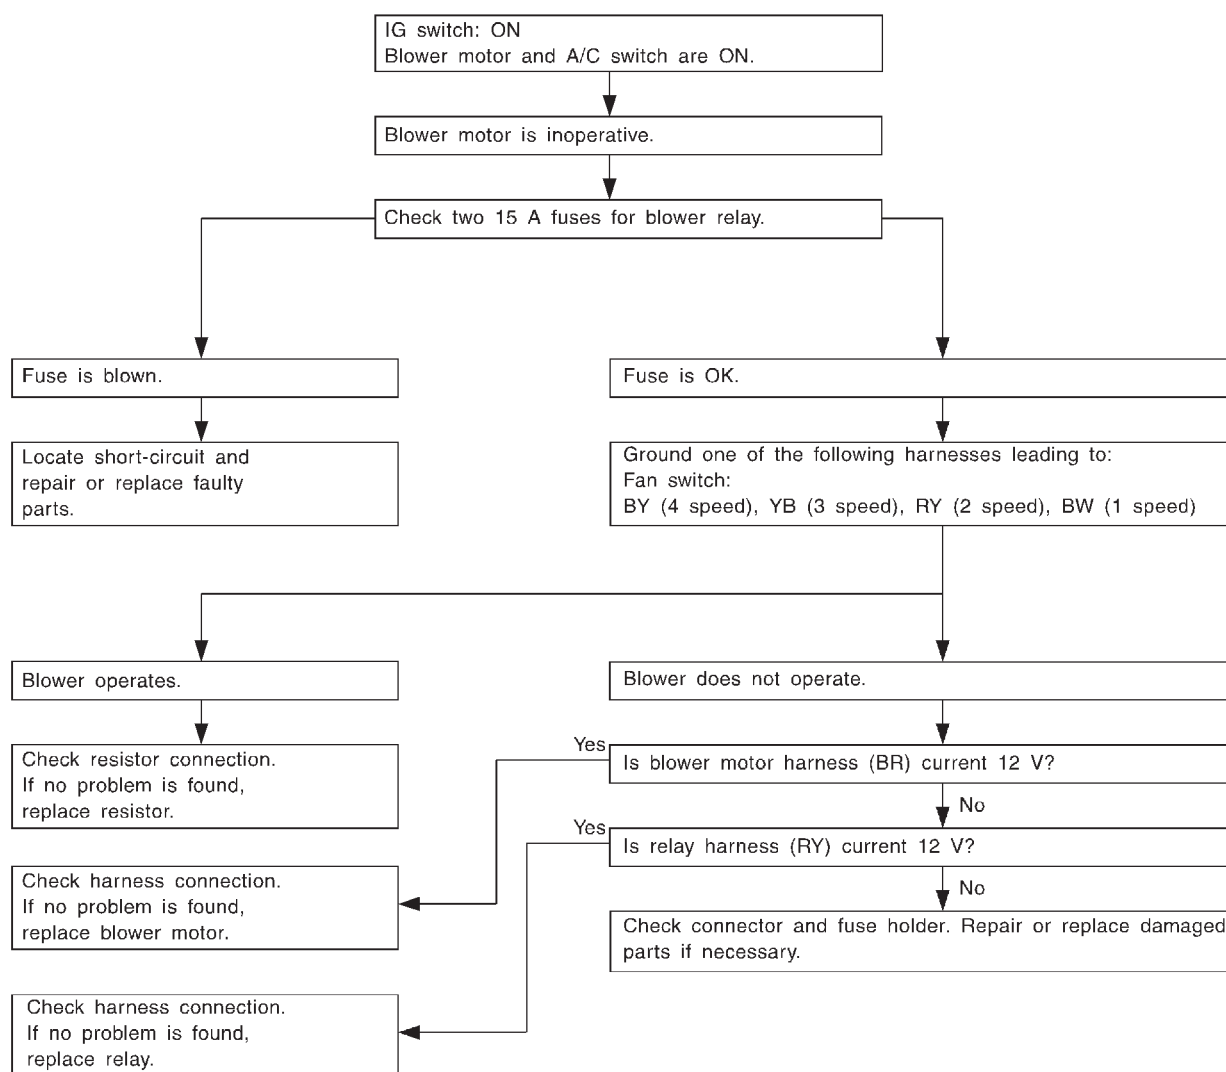 IG switch: ON
Blower motor and A/C switch are ON.
Blower motor is inoperative.
Check two 15 A fuses for blower relay.
Fuse is blown.
Fuse is OK.
Locate short-circuit and
repair or replace faulty
parts.
Ground one of the following harnesses leading to:
Fan switch:
BY (4 speed), YB (3 speed), RY (2 speed), BW (1 speed)
Blower operates.
Blower does not operate.
Check resistor connection.
If no problem is found,
replace resistor.
Yes
Is blower motor harness (BR) current 12 V?
No
Yes
Is relay harness (RY) current 12 V?
No
Check harness connection.
If no problem is found,
replace blower motor.
Check connector and fuse holder. Repair or replace damaged
parts if necessary.
Check harness connection.
If no problem is found,
replace relay.